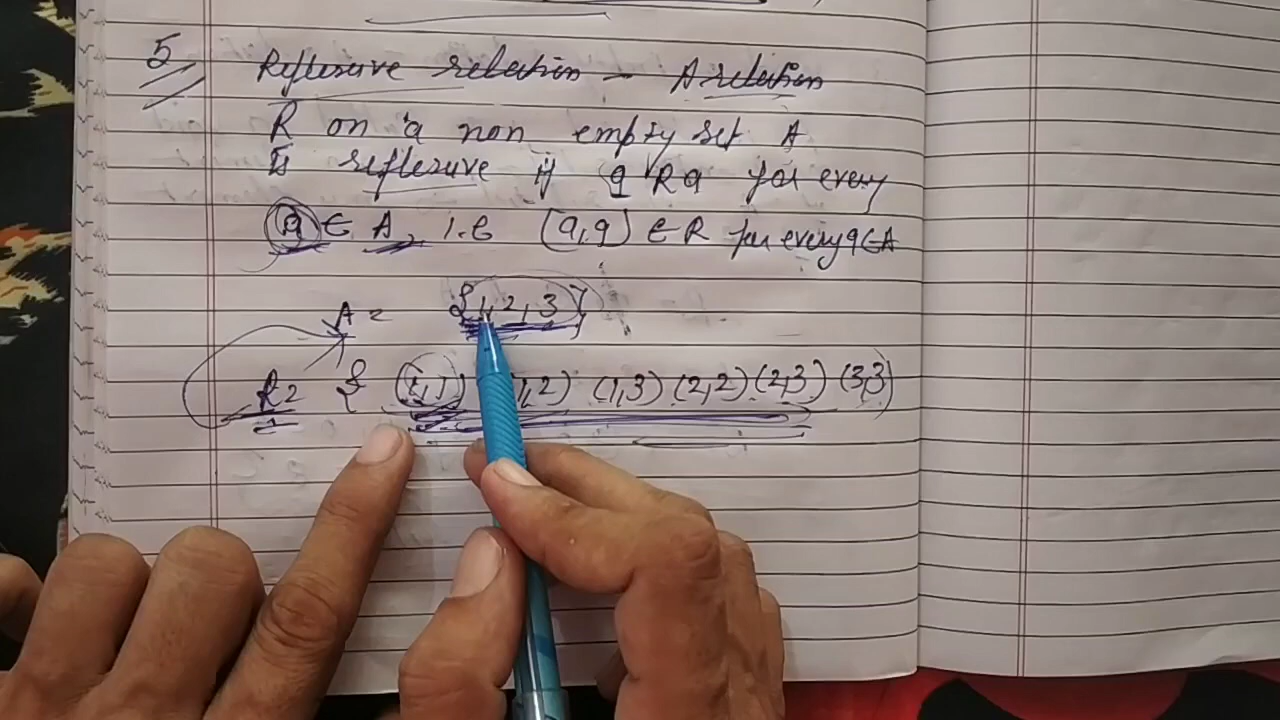 5
Reflexive relation - A relation
R on a non empty set A
Is reflexive if a Ra for every
a ∈ A, i.e (a,a) ∈ R for every a ∈ A
A = {1,2,3}
R = { (1,1) (1,2) (1,3) (2,2) (2,3) (3,3)